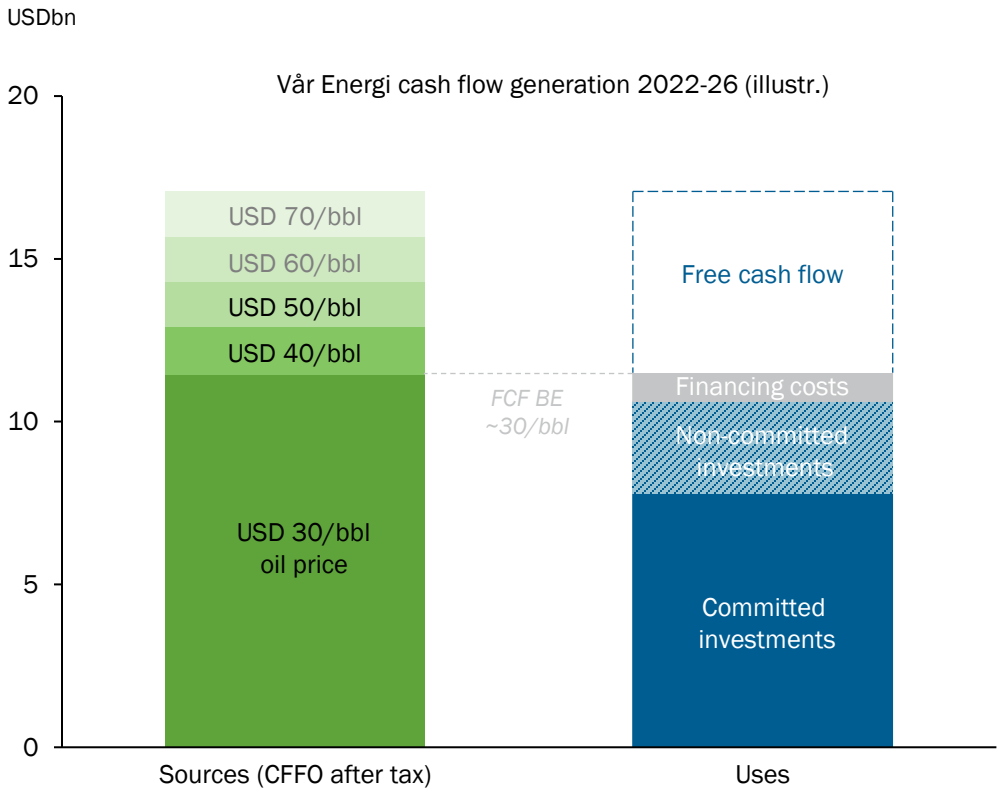 USDbn
Vår Energi cash flow generation 2022-26 (illustr.)
20
15
10
5
0
USD 70/bbl
USD 60/bbl
USD 50/bbl
USD 40/bbl
USD 30/bbl
oil price
FCF BE
~30/bbl
Free cash flow
Financing costs
Non-committed
investments
Committed
investments
Sources (CFFO after tax)
Uses